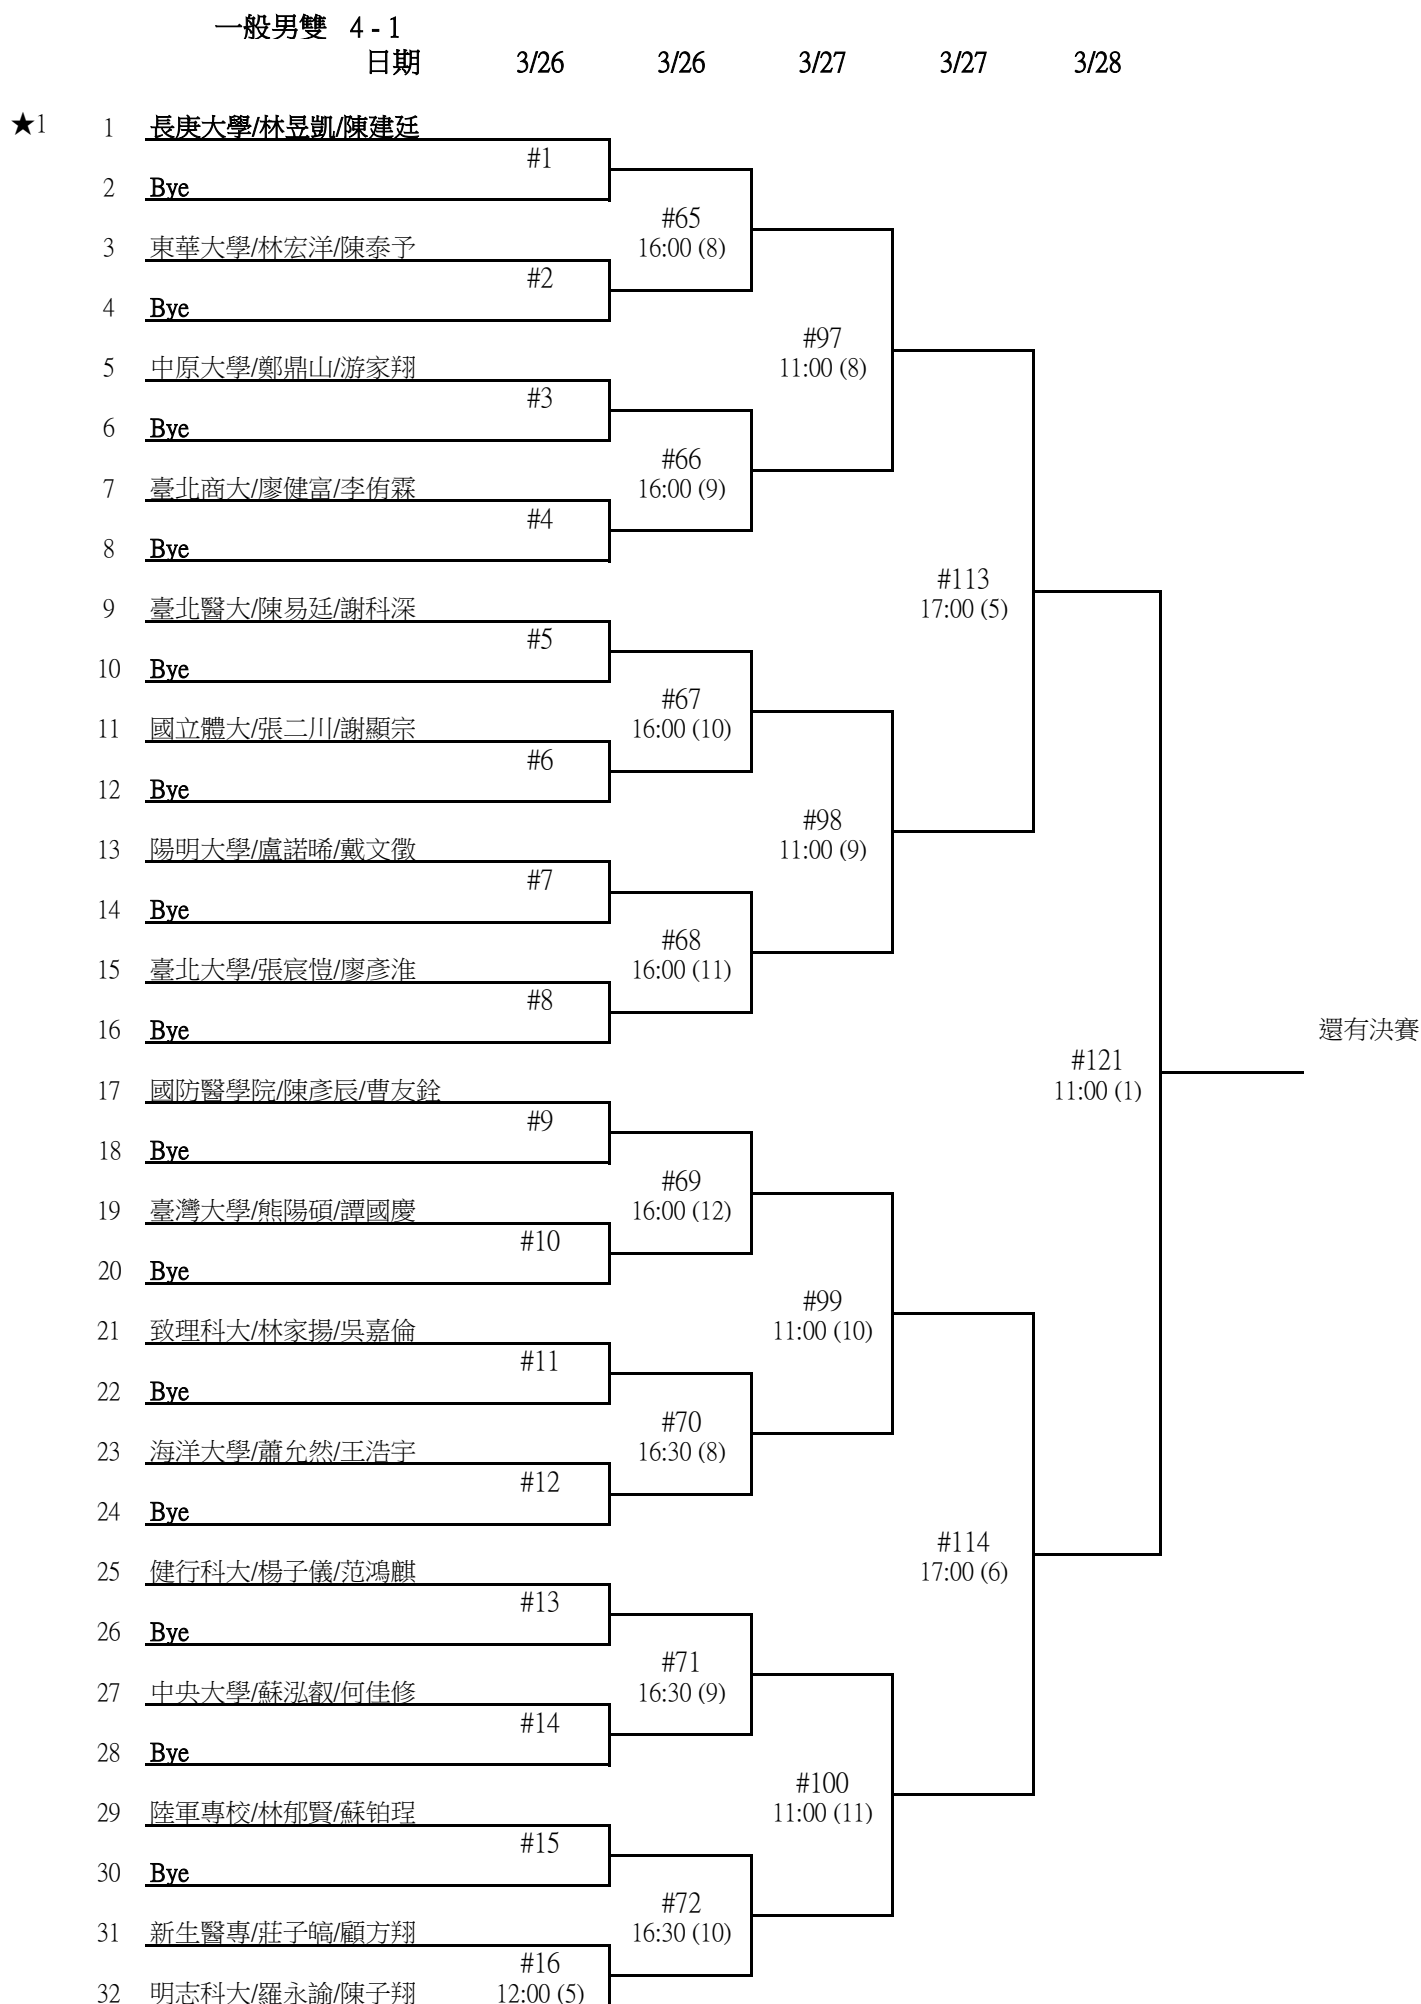 一般男雙 4 - 1
日期 3/26 3/26 3/27 3/27 3/28
★1 1 長庚大學/林昱凱/陳建廷
#1
2 Bye
#65
3 東華大學/林宏洋/陳泰予 16:00 (8)
#2
4 Bye
#97
5 中原大學/鄭鼎山/游家翔 11:00 (8)
#3
6 Bye
#66
7 臺北商大/廖健富/李侑霖 16:00 (9)
#4
8 Bye
#113
9 臺北醫大/陳易廷/謝科深 17:00 (5)
#5
10 Bye
#67
11 國立體大/張二川/謝顯宗 16:00 (10)
#6
12 Bye
#98
13 陽明大學/盧諾晞/戴文徵 11:00 (9)
#7
14 Bye
#68
15 臺北大學/張宸愷/廖彥淮 16:00 (11)
#8
16 Bye 還有決賽
#121
17 國防醫學院/陳彥辰/曹友銓 11:00 (1)
#9
18 Bye
#69
19 臺灣大學/熊陽碩/譚國慶 16:00 (12)
#10
20 Bye
#99
21 致理科大/林家揚/吳嘉倫 11:00 (10)
#11
22 Bye
#70
23 海洋大學/蕭允然/王浩宇 16:30 (8)
#12
24 Bye
#114
25 健行科大/楊子儀/范鴻麒 17:00 (6)
#13
26 Bye
#71
27 中央大學/蘇泓叡/何佳修 16:30 (9)
#14
28 Bye
#100
29 陸軍專校/林郁賢/蘇铂珵 11:00 (11)
#15
30 Bye
#72
31 新生醫專/莊子暠/顧方翔 16:30 (10)
#16
32 明志科大/羅永諭/陳子翔 12:00 (5)